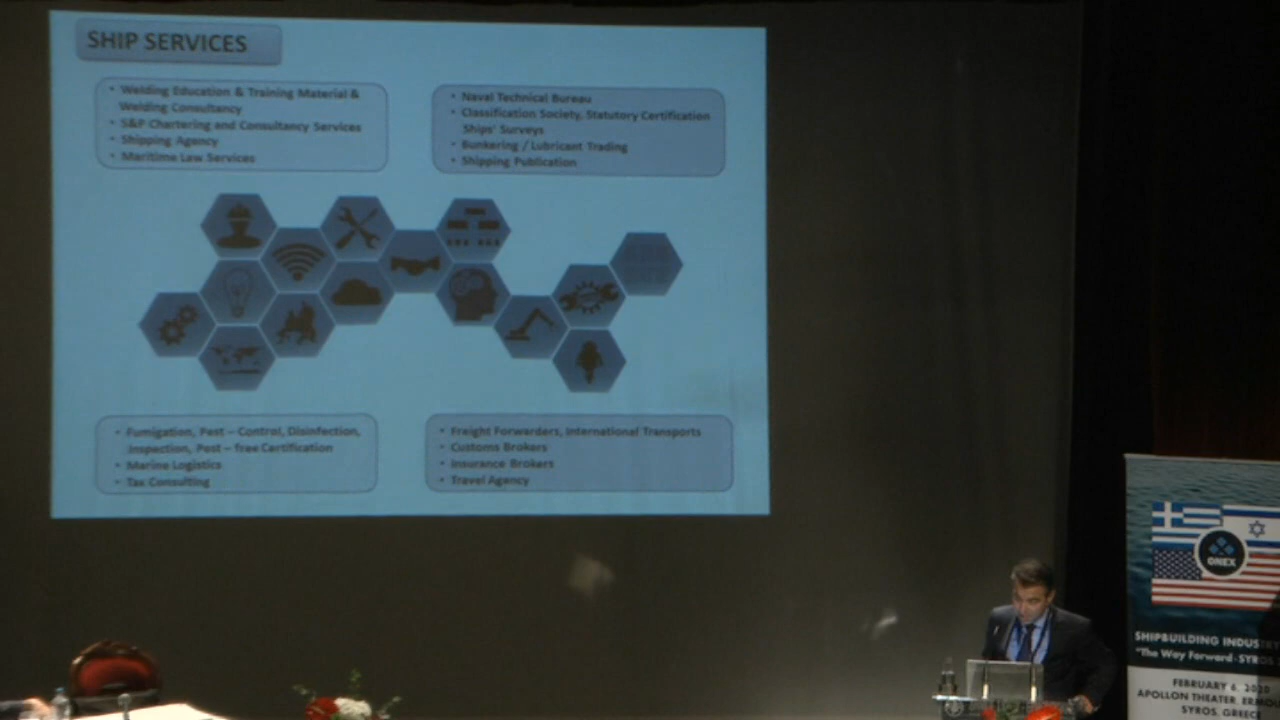 SHIP SERVICES
• Welding Education & Training Material &
Welding Consultancy
• S&P Chartering and Consultancy Services
• Shipping Agency
• Maritime Law Services
• Naval Technical Bureau
• Classification Society, Statutory Certification
Ships' Surveys
• Bunkering / Lubricant Trading
• Shipping Publication
• Fumigation, Pest – Control, Disinfection,
Inspection, Pest – free Certification
• Marine Logistics
• Tax Consulting
• Freight Forwarders, International Transports
• Customs Brokers
• Insurance Brokers
• Travel Agency
ONEX
SHIPBUILDING INDUSTRY
"The Way Forward-SYROS
FEBRUARY 6, 2020
APOLLON THEATER, ERMOU
SYROS, GREECE